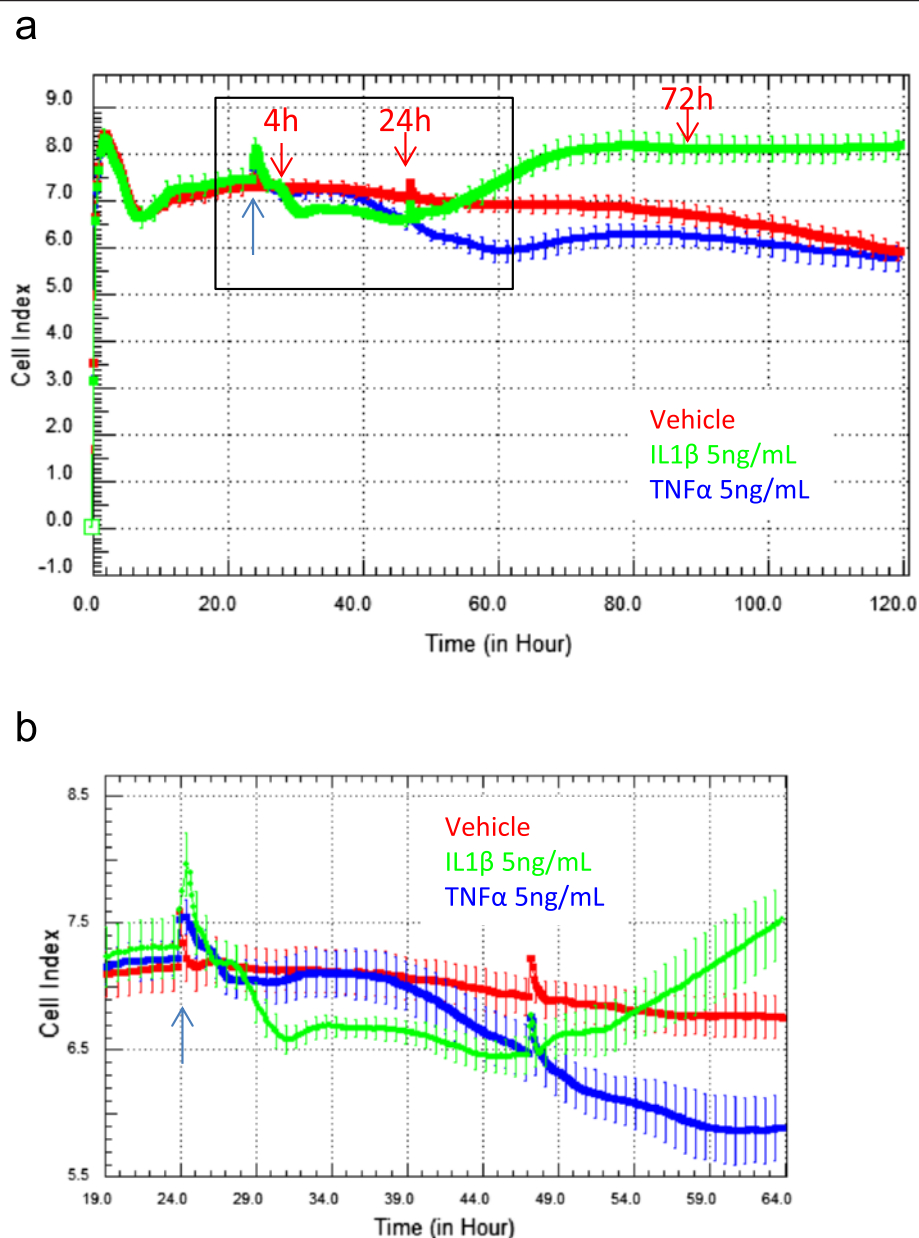 a
9.0
8.0
7.0
6.0
5.0
4.0
3.0
2.0
1.0
0.0
-1.0
Cell Index
4h
24h
72h
Vehicle
IL1β 5ng/mL
TNFα 5ng/mL
0.0 20.0 40.0 60.0 80.0 100.0 120.0
Time (in Hour)
b
8.5
7.5
6.5
5.5
Cell Index
Vehicle
IL1β 5ng/mL
TNFα 5ng/mL
19.0 24.0 29.0 34.0 39.0 44.0 49.0 54.0 59.0 64.0
Time (in Hour)